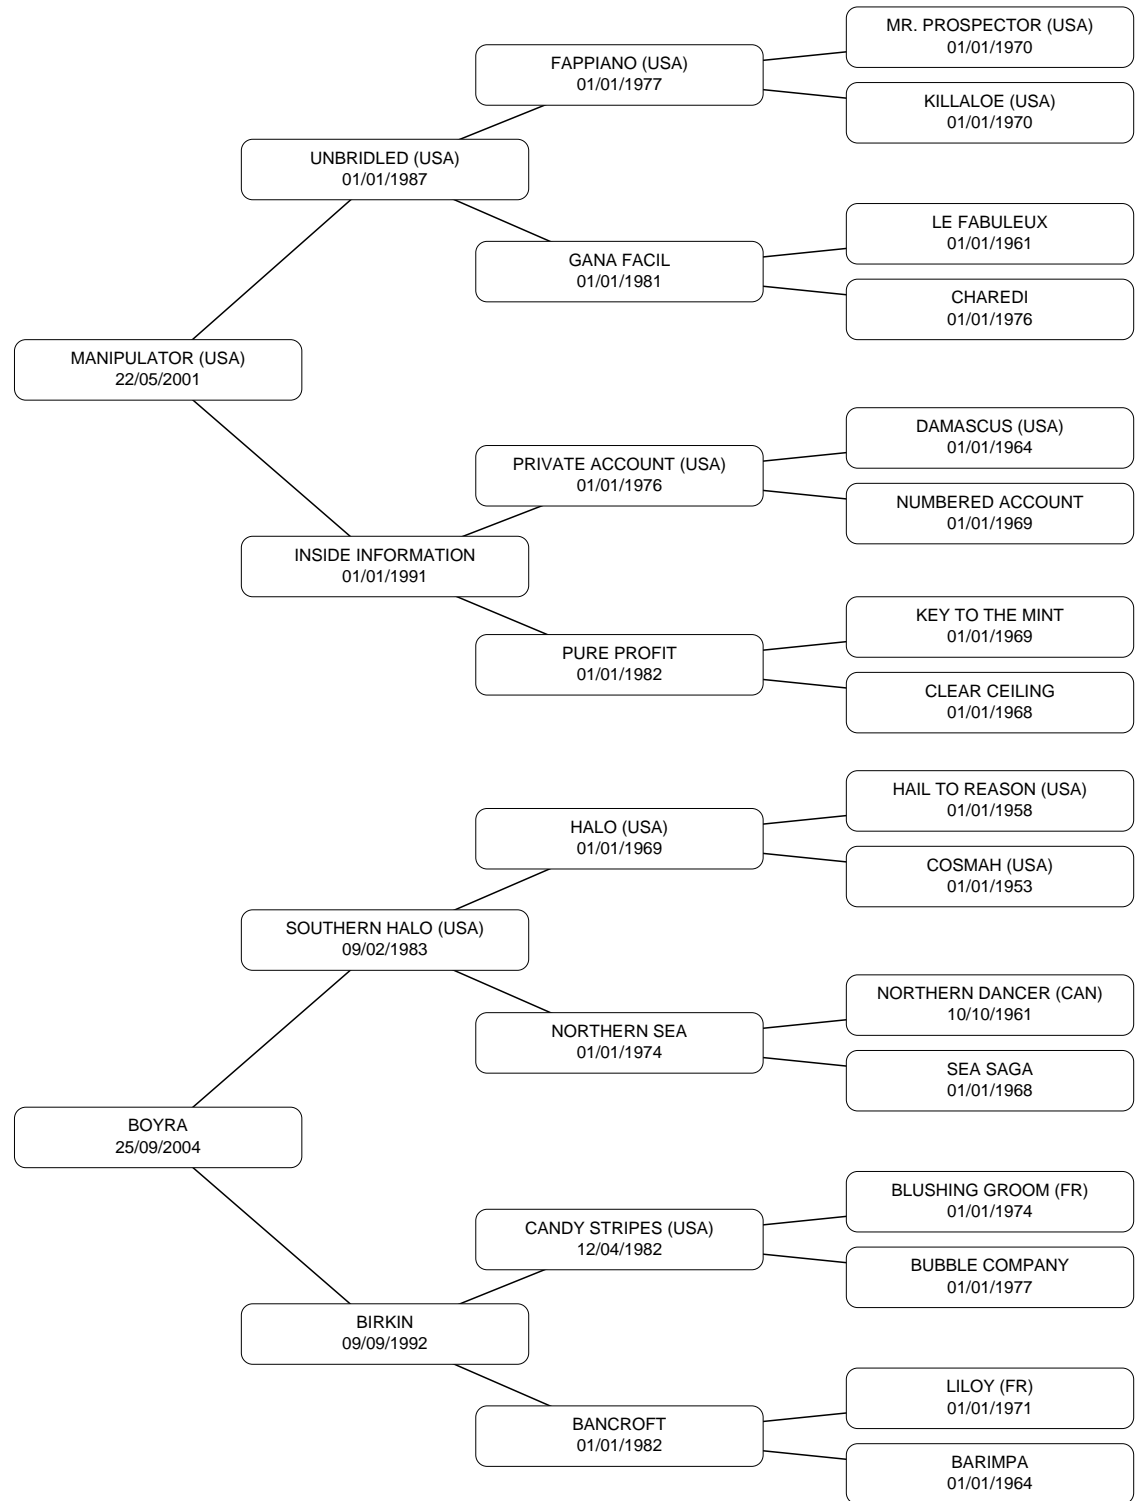 MR. PROSPECTOR (USA)
01/01/1970
FAPPIANO (USA)
01/01/1977
KILLALOE (USA)
01/01/1970
UNBRIDLED (USA)
01/01/1987
LE FABULEUX
01/01/1961
GANA FACIL
01/01/1981
CHAREDI
01/01/1976
MANIPULATOR (USA)
22/05/2001
DAMASCUS (USA)
01/01/1964
PRIVATE ACCOUNT (USA)
01/01/1976
NUMBERED ACCOUNT
01/01/1969
INSIDE INFORMATION
01/01/1991
KEY TO THE MINT
01/01/1969
PURE PROFIT
01/01/1982
CLEAR CEILING
01/01/1968
HAIL TO REASON (USA)
01/01/1958
HALO (USA)
01/01/1969
COSMAH (USA)
01/01/1953
SOUTHERN HALO (USA)
09/02/1983
NORTHERN DANCER (CAN)
10/10/1961
NORTHERN SEA
01/01/1974
SEA SAGA
01/01/1968
BOYRA
25/09/2004
BLUSHING GROOM (FR)
01/01/1974
CANDY STRIPES (USA)
12/04/1982
BUBBLE COMPANY
01/01/1977
BIRKIN
09/09/1992
LILOY (FR)
01/01/1971
BANCROFT
01/01/1982
BARIMPA
01/01/1964